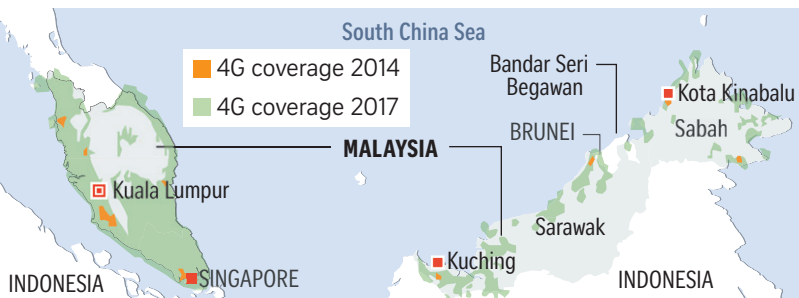 South China Sea
4G coverage 2014
4G coverage 2017
Bandar Seri
Begawan
Kota Kinabalu
BRUNEI
Sabah
MALAYSIA
Kuala Lumpur
Sarawak
Kuching
INDONESIA
SINGAPORE
INDONESIA